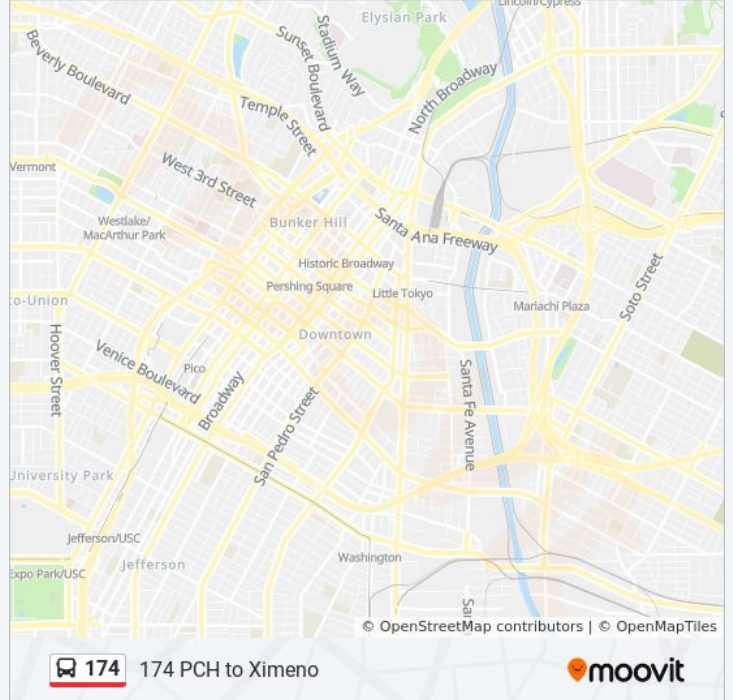 Lincoln/Cypress
Elysian Park
Stadium Way
Sunset Boulevard
Beverly Boulevard
North Broadway
Temple Street
West 3rd Street
Vermont
Westlake/
MacArthur Park
Bunker Hill
Santa Ana Freeway
Historic Broadway
Pershing Square
Little Tokyo
Mariachi Plaza
Soto Street
co-Union
Downtown
Hoover Street
Venice Boulevard
Pico
Broadway
Santa Fe Avenue
San Pedro Street
University Park
Jefferson/USC
Jefferson
Washington
Expo Park/USC
San
© OpenStreetMap contributors | © OpenMapTiles
174 174 PCH to Ximeno
moovit